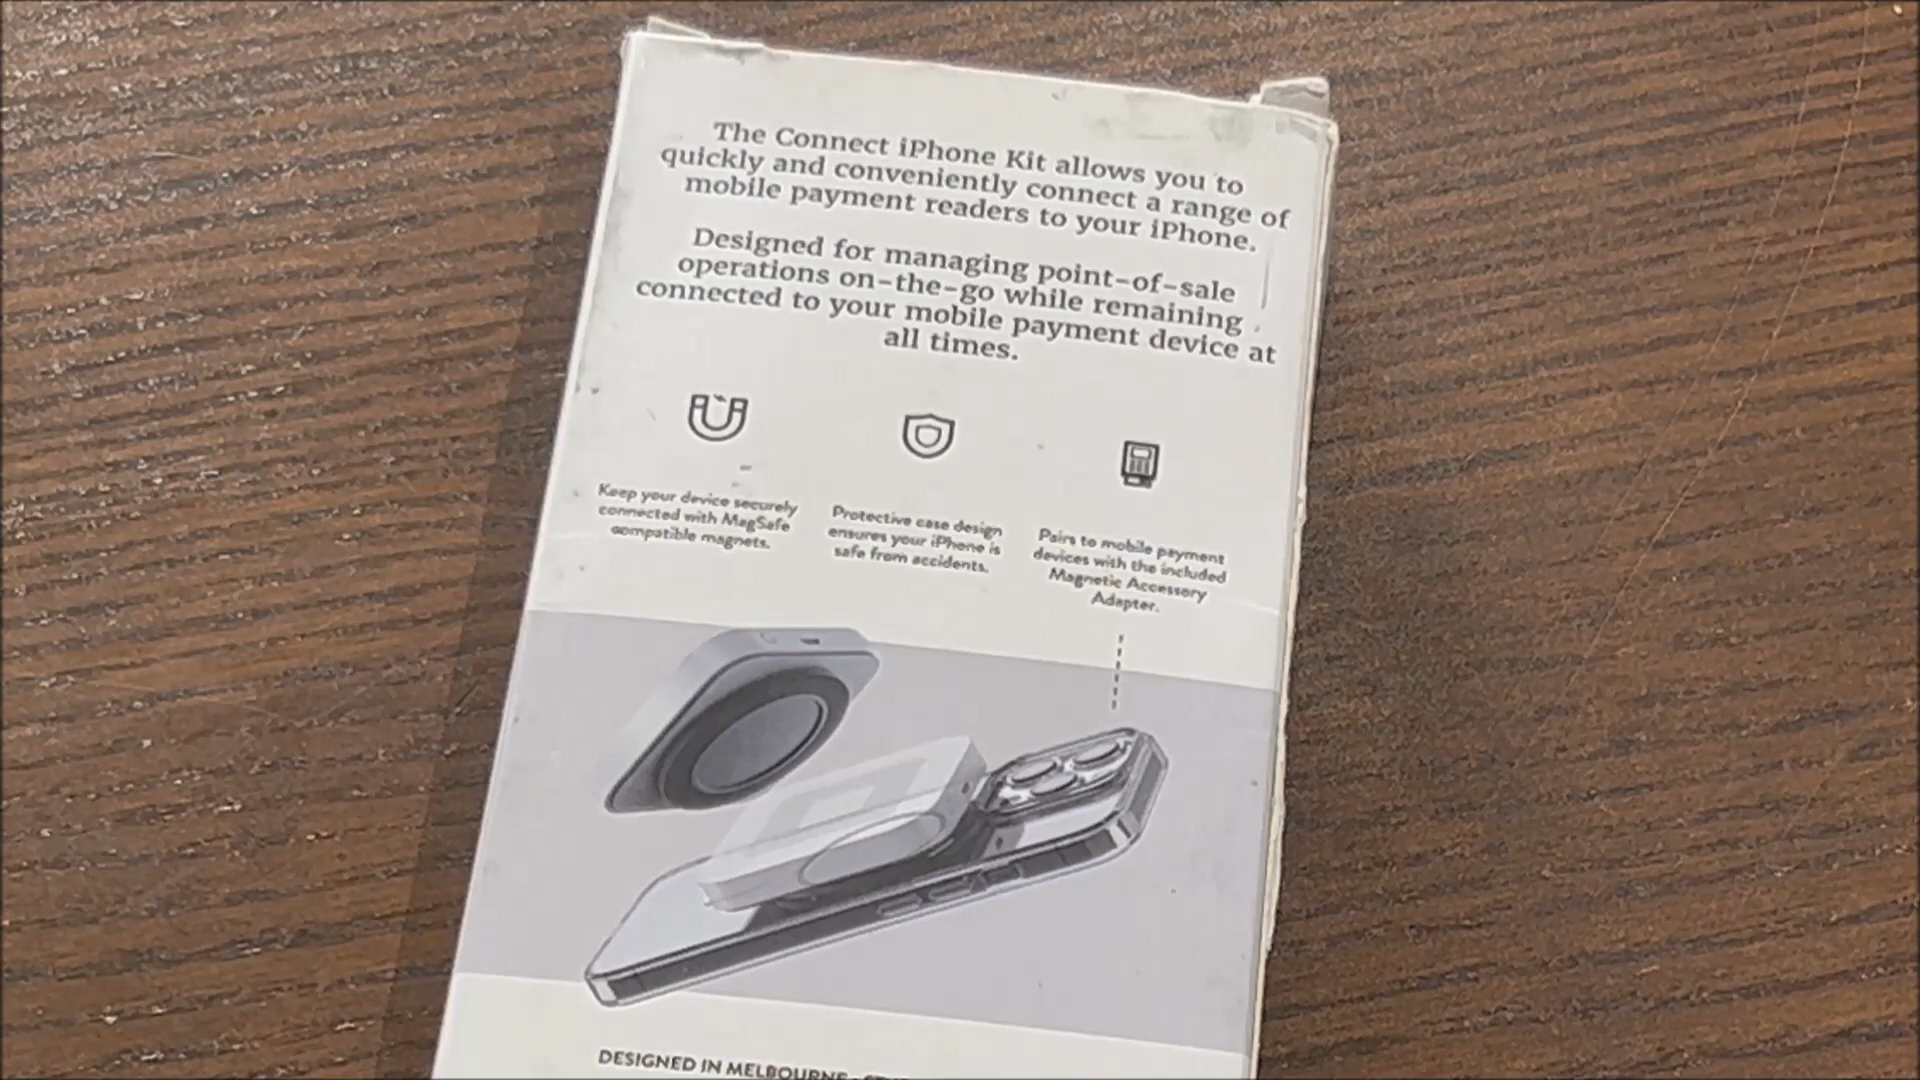 The Connect iPhone Kit allows you to
quickly and conveniently connect a range of
mobile payment readers to your iPhone.
Designed for managing point-of-sale
operations on-the-go while remaining
connected to your mobile payment device at
all times.
Keep your device securely
connected with MagSafe
compatible magnets.
Protective case design
ensures your iPhone is
safe from accidents.
Pairs to mobile payment
devices with the included
Magnetic Accessory
Adapter.
DESIGNED IN MELBOURNE